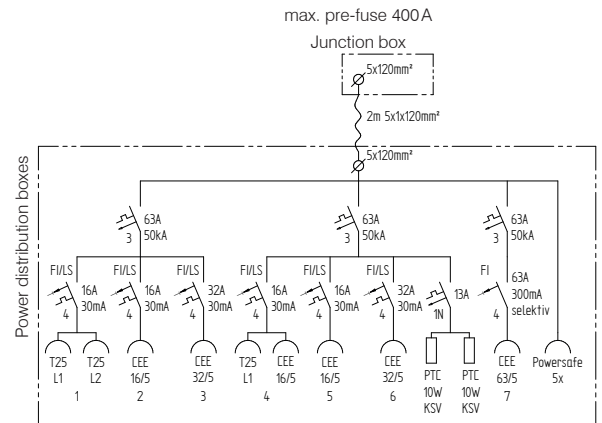 max. pre-fuse 400 A
Junction box
5x120mm²
2m 5x1x120mm²
5x120mm²
Power distribution boxes
63A
50kA
3
63A
50kA
3
63A
50kA
3
FI/LS
16A
30mA
4
FI/LS
16A
30mA
4
FI/LS
32A
30mA
4
FI/LS
16A
30mA
4
FI/LS
16A
30mA
4
FI/LS
32A
30mA
4
13A
1N
FI
63A
300mA
selektiv
4
T25
L1
T25
L2
1
CEE
16/5
2
CEE
32/5
3
T25
L1
CEE
16/5
4
CEE
16/5
5
CEE
32/5
6
PTC
10W
KSV
PTC
10W
KSV
CEE
63/5
7
Powersafe
5x